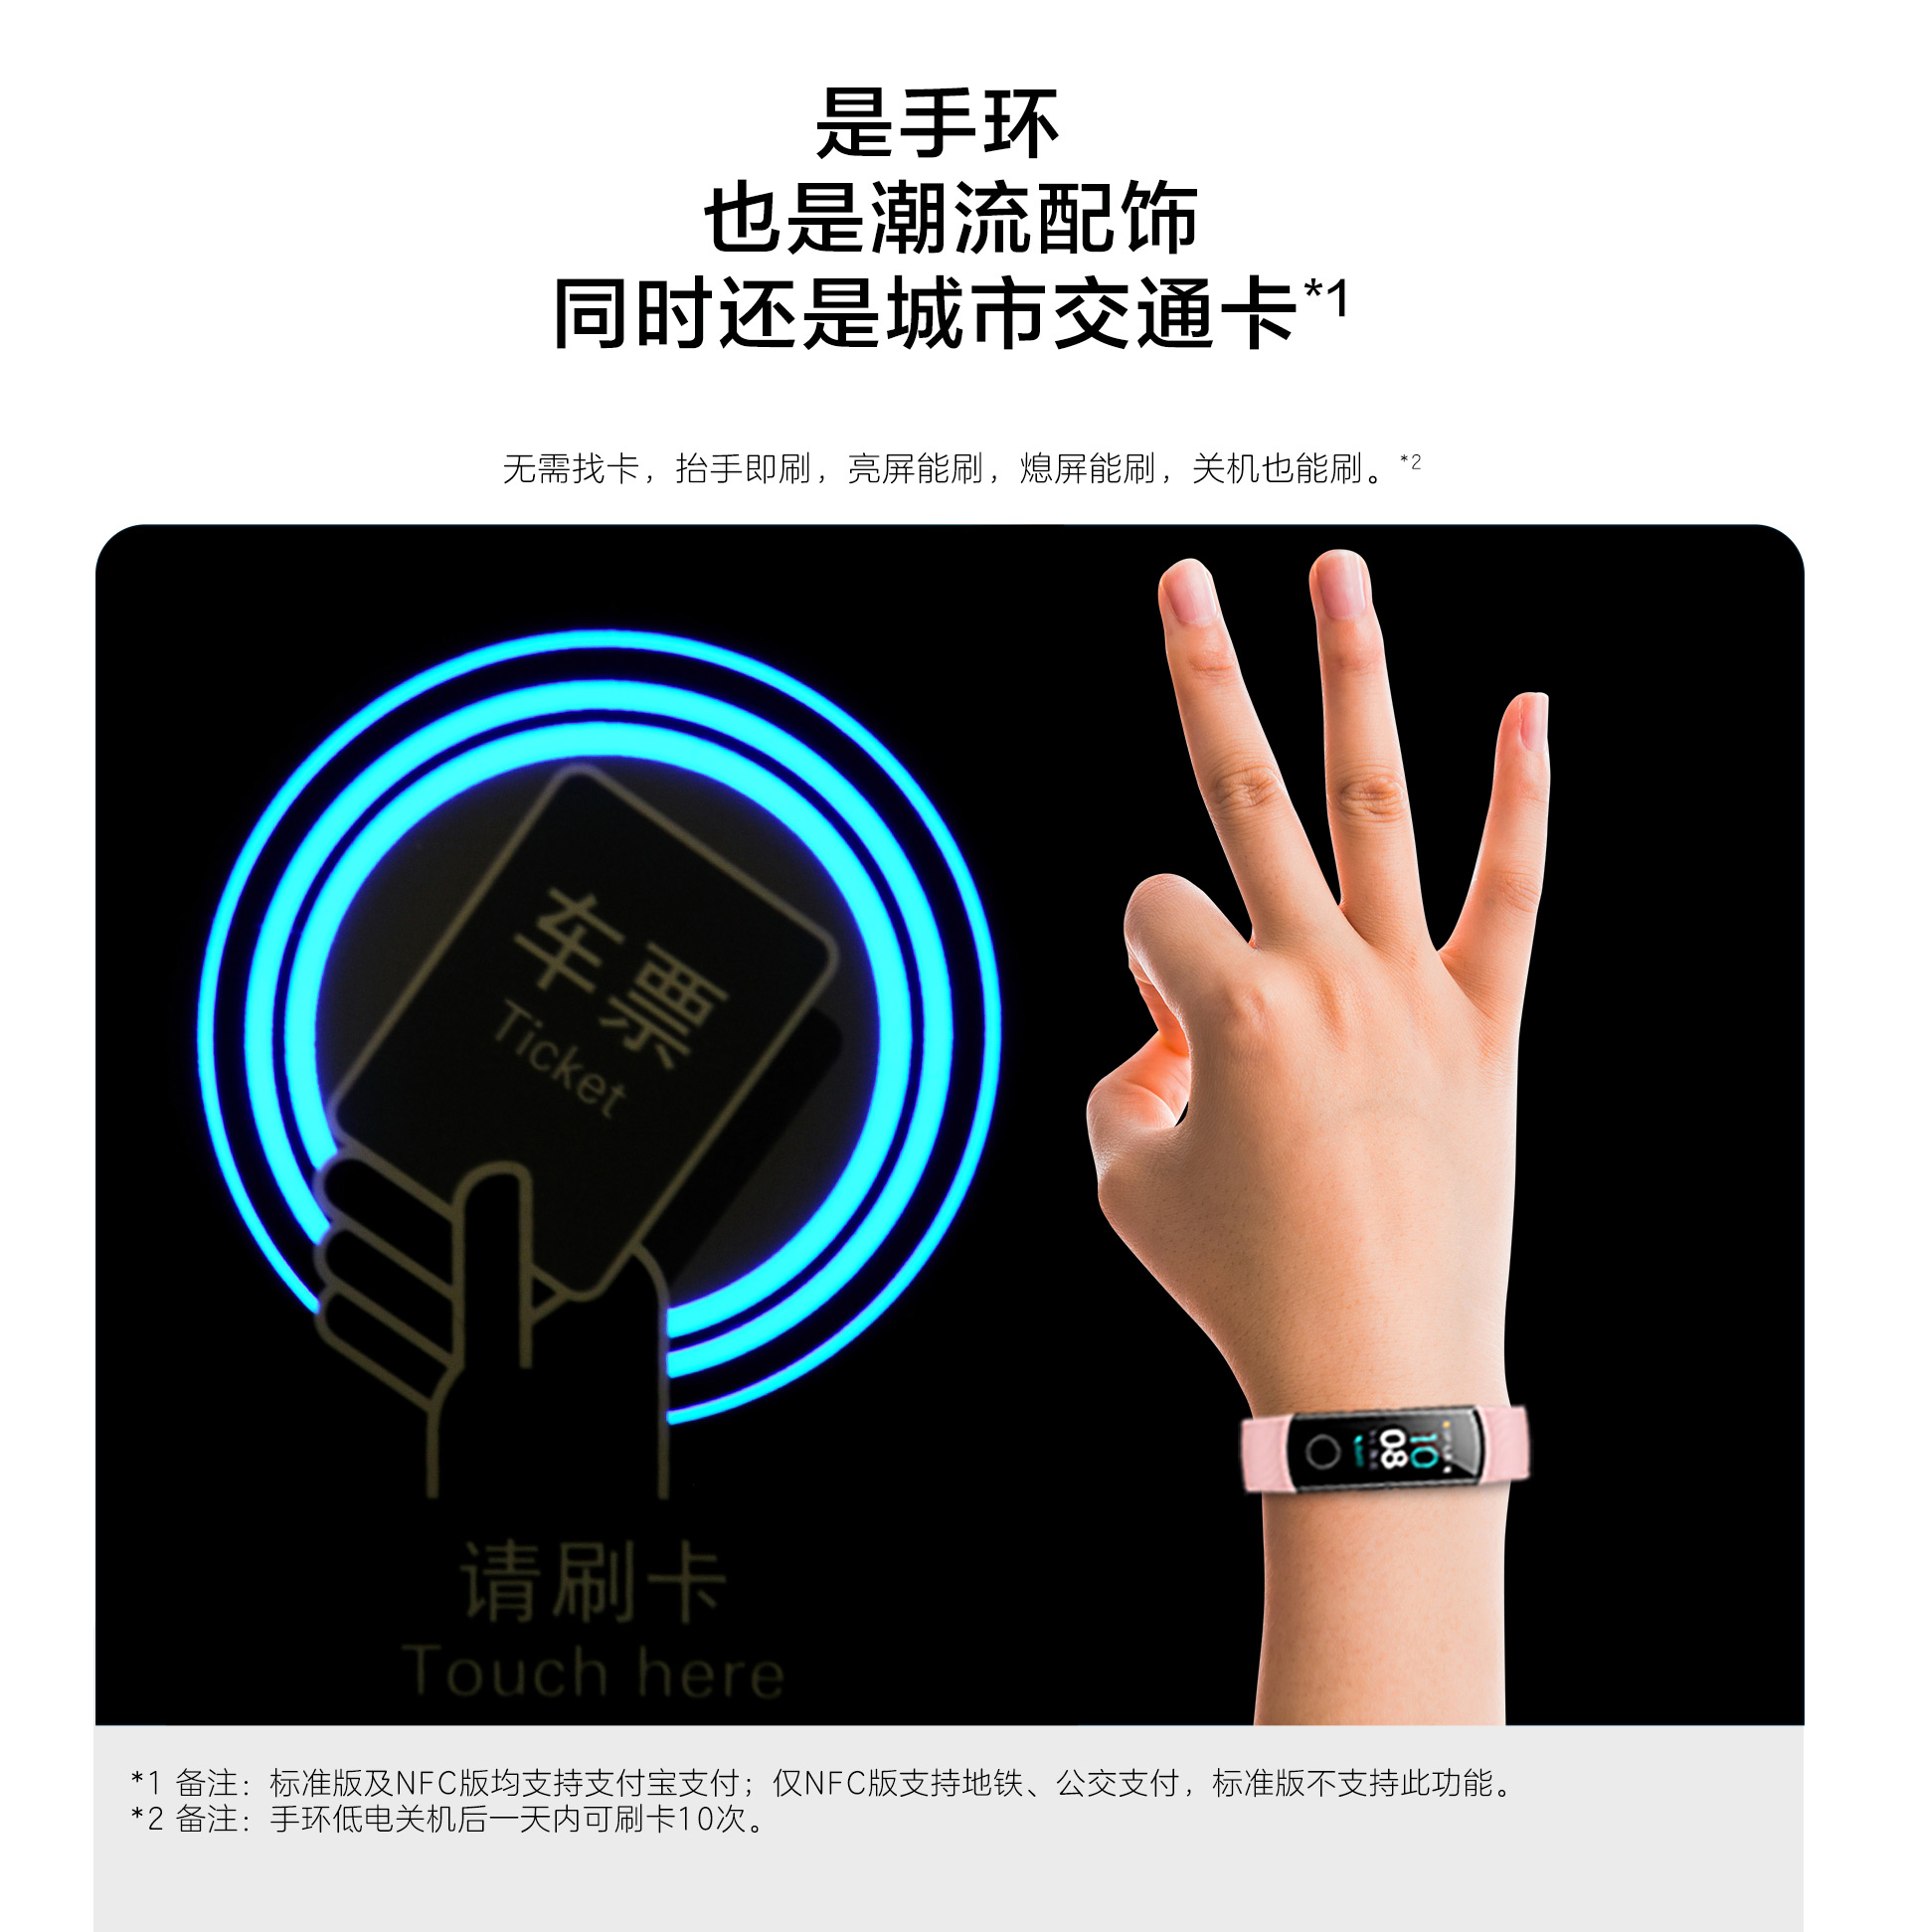 是手环
也是潮流配饰
同时还是城市交通卡*1
无需找卡，抬手即刷，亮屏能刷，熄屏能刷，关机也能刷。*2
车票
Ticket
请刷卡
Touch here
10
08
*1 备注：标准版及NFC版均支持支付宝支付；仅NFC版支持地铁、公交支付，标准版不支持此功能。
*2 备注：手环低电关机后一天内可刷卡10次。